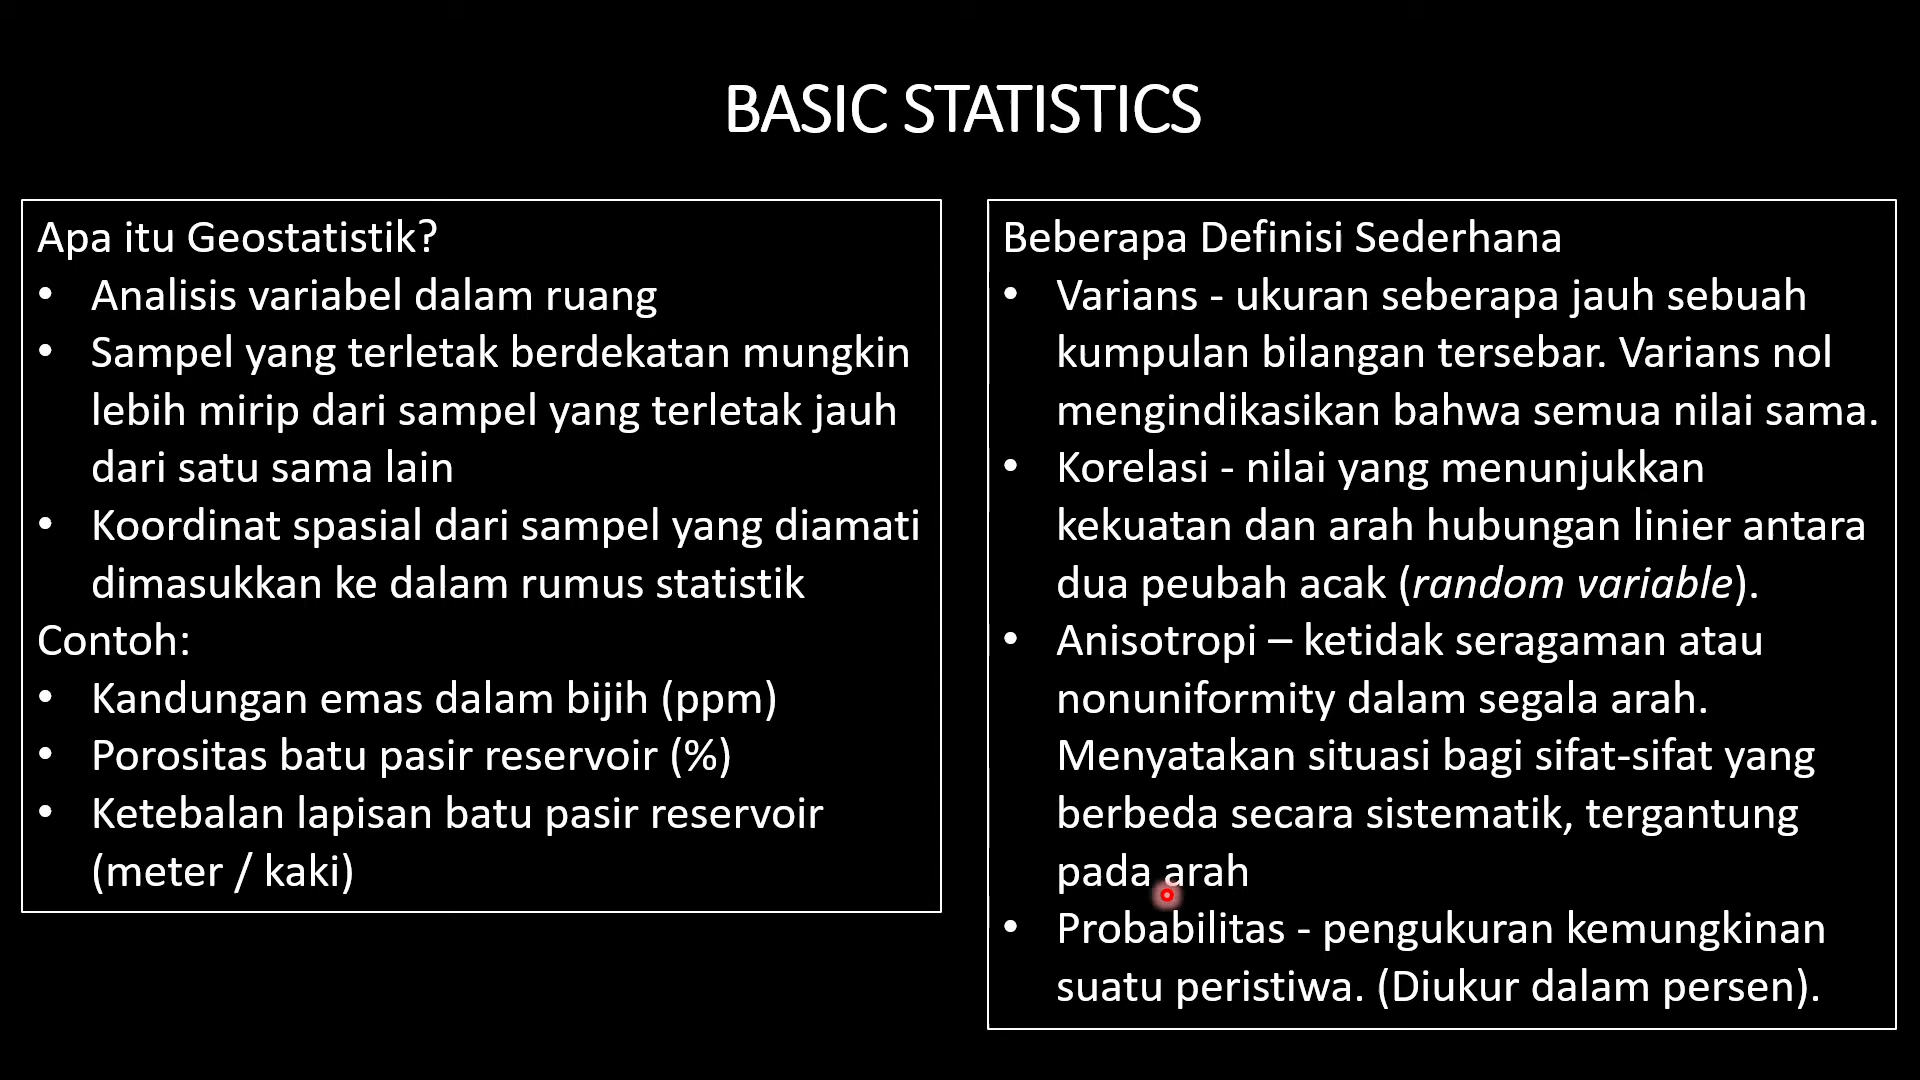 BASIC STATISTICS
Apa itu Geostatistik?
• Analisis variabel dalam ruang
• Sampel yang terletak berdekatan mungkin
lebih mirip dari sampel yang terletak jauh
dari satu sama lain
• Koordinat spasial dari sampel yang diamati
dimasukkan ke dalam rumus statistik
Contoh:
• Kandungan emas dalam bijih (ppm)
• Porositas batu pasir reservoir (%)
• Ketebalan lapisan batu pasir reservoir
(meter / kaki)
Beberapa Definisi Sederhana
• Varians - ukuran seberapa jauh sebuah
kumpulan bilangan tersebar. Varians nol
mengindikasikan bahwa semua nilai sama.
• Korelasi - nilai yang menunjukkan
kekuatan dan arah hubungan linier antara
dua peubah acak (random variable).
• Anisotropi – ketidak seragaman atau
nonuniformity dalam segala arah.
Menyatakan situasi bagi sifat-sifat yang
berbeda secara sistematik, tergantung
pada arah
• Probabilitas - pengukuran kemungkinan
suatu peristiwa. (Diukur dalam persen).